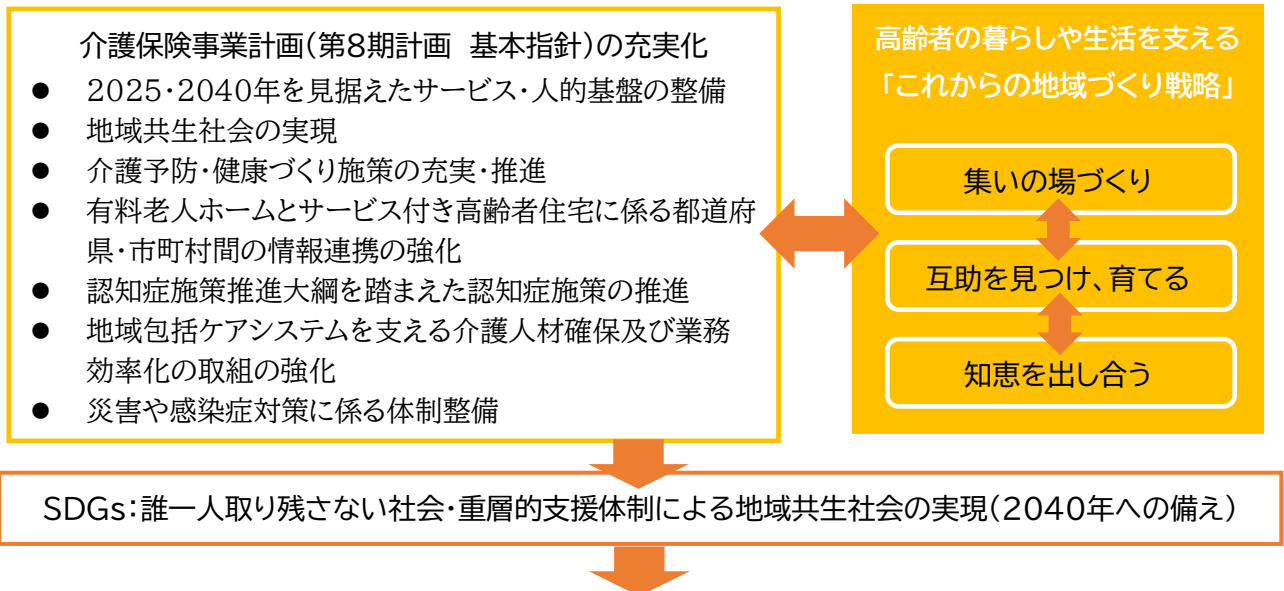 介護保険事業計画(第8期計画 基本指針)の充実化
● 2025・2040年を見据えたサービス・人的基盤の整備
● 地域共生社会の実現
● 介護予防・健康づくり施策の充実・推進
● 有料老人ホームとサービス付き高齢者住宅に係る都道府
県・市町村間の情報連携の強化
● 認知症施策推進大綱を踏まえた認知症施策の推進
● 地域包括ケアシステムを支える介護人材確保及び業務
効率化の取組の強化
● 災害や感染症対策に係る体制整備
高齢者の暮らしや生活を支える
「これからの地域づくり戦略」
集いの場づくり
互助を見つけ、育てる
知恵を出し合う
SDGs:誰一人取り残さない社会・重層的支援体制による地域共生社会の実現(2040年への備え)